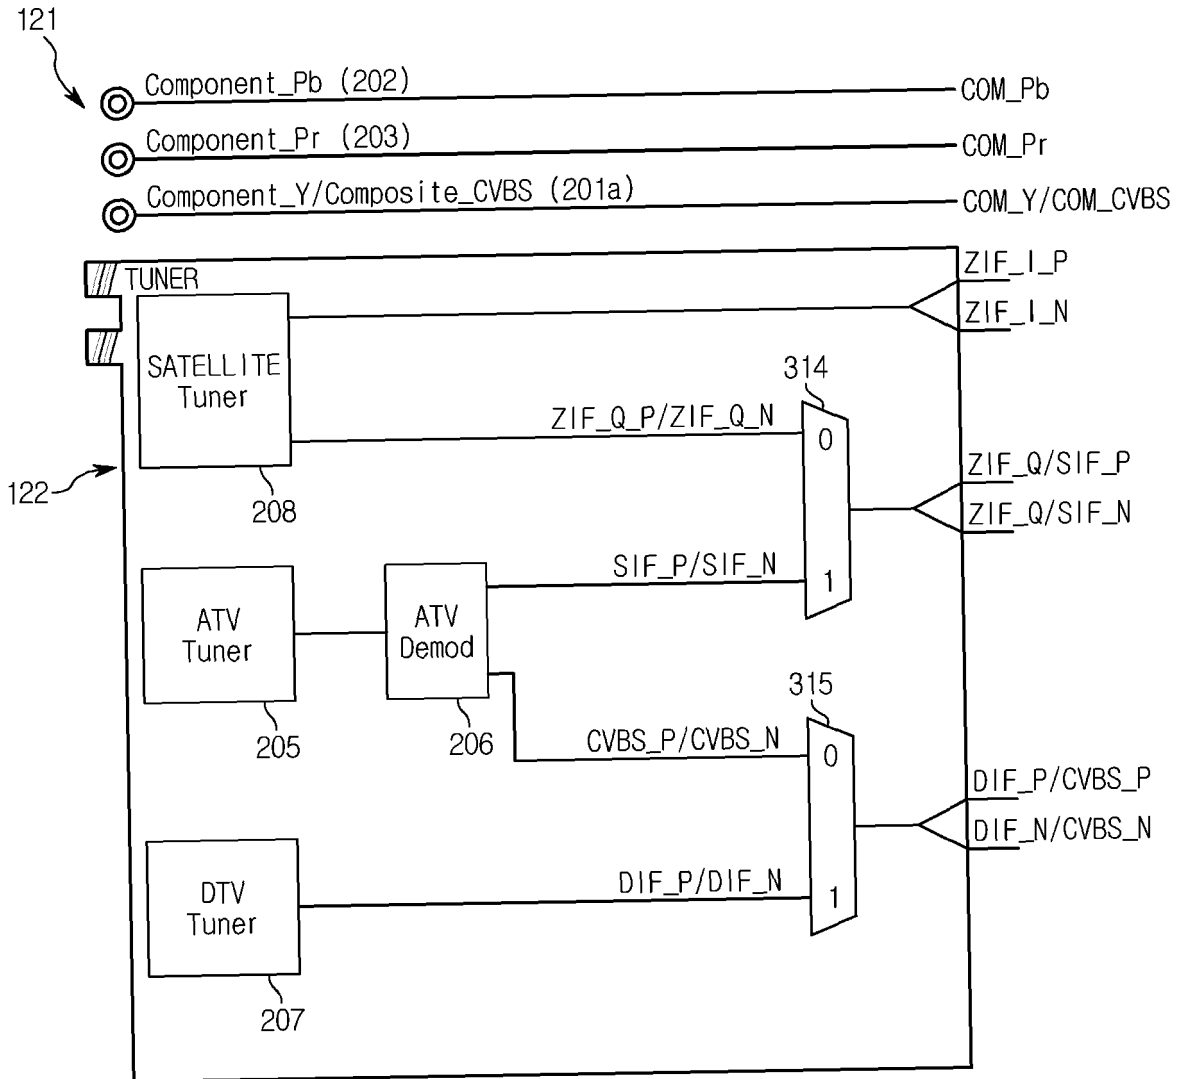 121
Component_Pb (202)
COM_Pb
Component_Pr (203)
COM_Pr
Component_Y/Composite_CVBS (201a)
COM_Y/COM_CVBS
TUNER
ZIF_I_P
ZIF_I_N
SATELLITE
Tuner
314
ZIF_Q_P/ZIF_Q_N
0
122
208
ZIF_Q/SIF_P
ZIF_Q/SIF_N
SIF_P/SIF_N
1
ATV
Tuner
ATV
Demod
205
206
315
CVBS_P/CVBS_N
0
DIF_P/CVBS_P
DIF_N/CVBS_N
DIF_P/DIF_N
1
DTV
Tuner
207